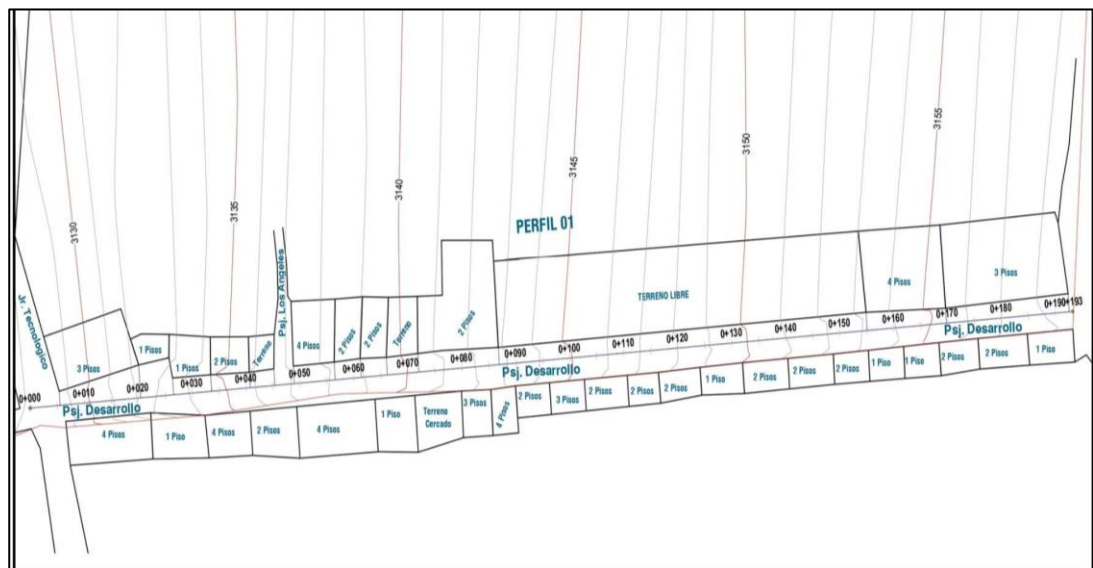 3130
3135
3140
3145
3150
3155
PERFIL 01
Jr. Tecnologico
Psj. Los Angeles
3 Pisos
1 Pisos
1 Pisos
2 Pisos
Terreno
4 Pisos
2 Pisos
2 Pisos
Terreno
2 Pisos
TERRENO LIBRE
4 Pisos
3 Pisos
0+000
0+010
0+020
0+030
0+040
0+050
0+060
0+070
0+080
0+090
0+100
0+110
0+120
0+130
0+140
0+150
0+160
0+170
0+180
0+190
+193
Psj. Desarrollo
Psj. Desarrollo
Psj. Desarrollo
4 Pisos
1 Piso
4 Pisos
2 Pisos
4 Pisos
1 Piso
Terreno
Cercado
3 Pisos
4 Pisos
2 Pisos
3 Pisos
2 Pisos
2 Pisos
2 Pisos
1 Piso
2 Pisos
2 Pisos
2 Pisos
1 Piso
1 Piso
2 Pisos
2 Pisos
1 Piso